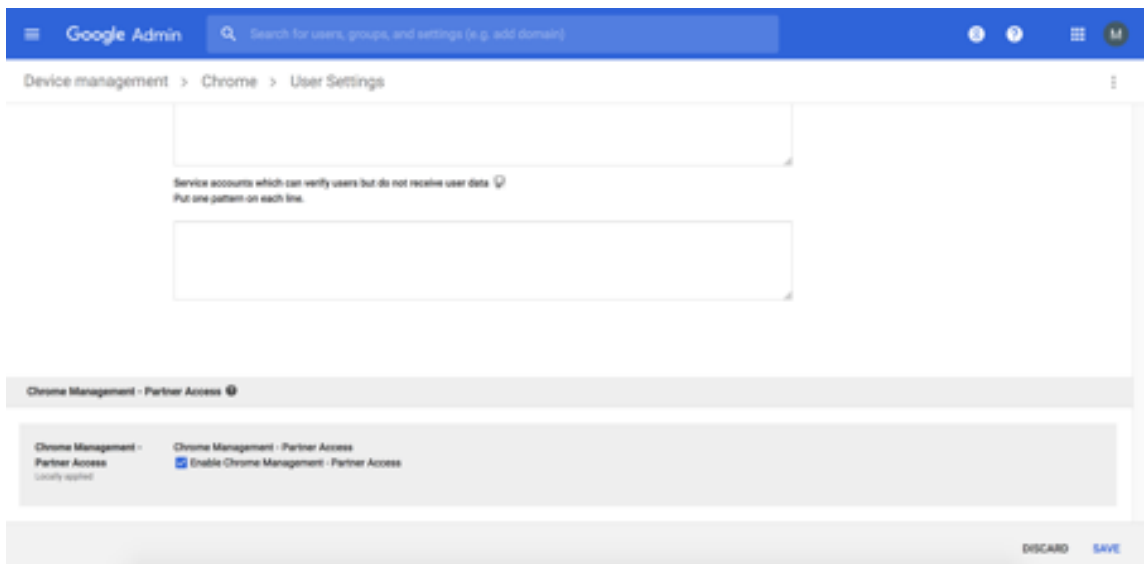 Google Admin
Search for users, groups, and settings (e.g. add domain)
M
Device management > Chrome > User Settings
Service accounts which can verify users but do not receive user data
Put one pattern on each line.
Chrome Management - Partner Access
Chrome Management -
Partner Access
Locally applied
Chrome Management - Partner Access
Enable Chrome Management - Partner Access
DISCARD SAVE